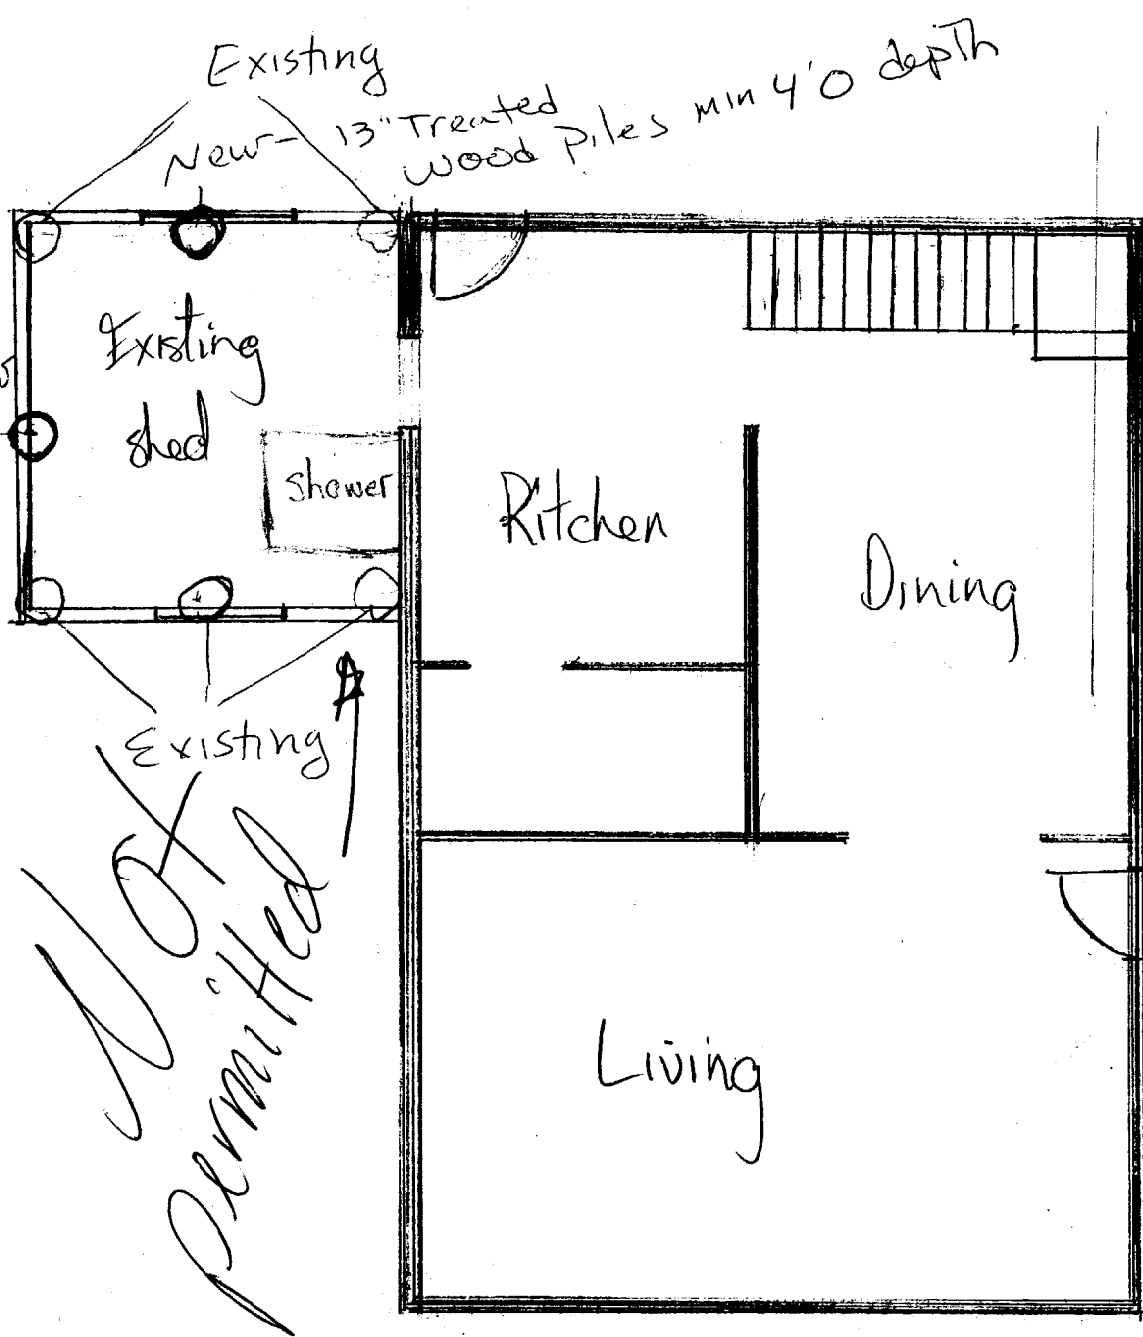 Existing
New - 13" Treated
wood piles min 4'0 depth
Existing
shed
shower
Kitchen
Dining
Existing
Not
permitted
Living